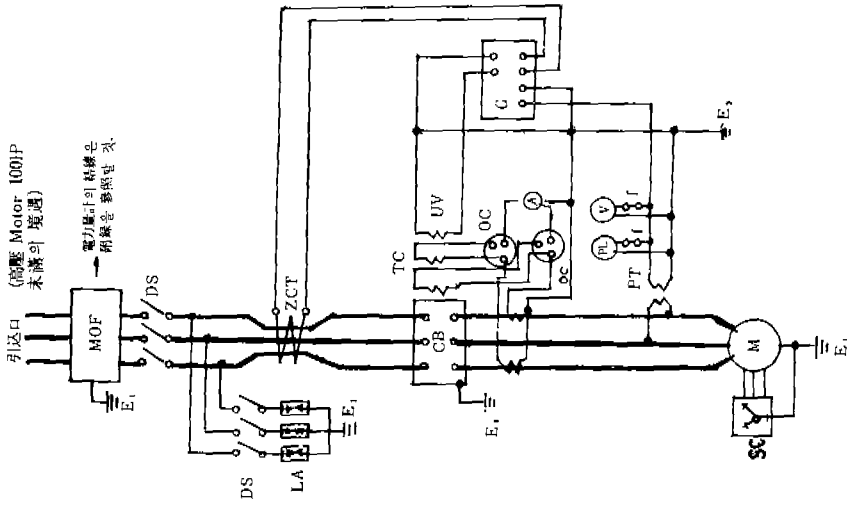 (高壓 Motor 100HP
未滿의 境遇)
引込口
電力量計의 結線은
附錄을 參照할 것.
MOF
E₁
DS
DS
LA
E₁
ZCT
G
UV
TC
OC
A
OC
CB
E₁
E₃
V
f
PL
f
PT
M
SC
E₁